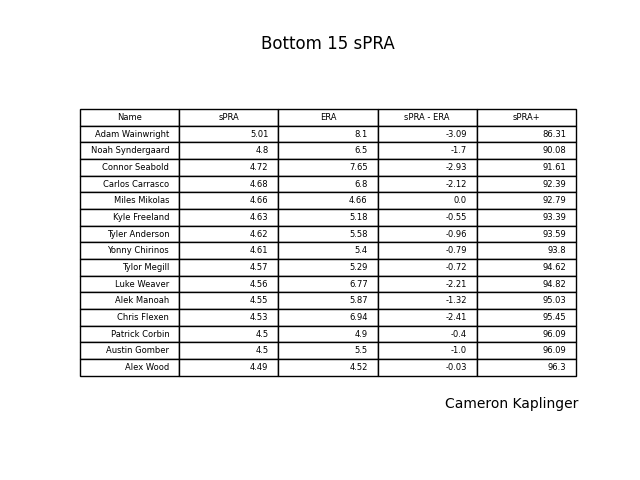 Bottom 15 sPRA
Name sPRA ERA sPRA - ERA sPRA+
Adam Wainwright 5.01 8.1 -3.09 86.31
Noah Syndergaard 4.8 6.5 -1.7 90.08
Connor Seabold 4.72 7.65 -2.93 91.61
Carlos Carrasco 4.68 6.8 -2.12 92.39
Miles Mikolas 4.66 4.66 0.0 92.79
Kyle Freeland 4.63 5.18 -0.55 93.39
Tyler Anderson 4.62 5.58 -0.96 93.59
Yonny Chirinos 4.61 5.4 -0.79 93.8
Tylor Megill 4.57 5.29 -0.72 94.62
Luke Weaver 4.56 6.77 -2.21 94.82
Alek Manoah 4.55 5.87 -1.32 95.03
Chris Flexen 4.53 6.94 -2.41 95.45
Patrick Corbin 4.5 4.9 -0.4 96.09
Austin Gomber 4.5 5.5 -1.0 96.09
Alex Wood 4.49 4.52 -0.03 96.3
Cameron Kaplinger